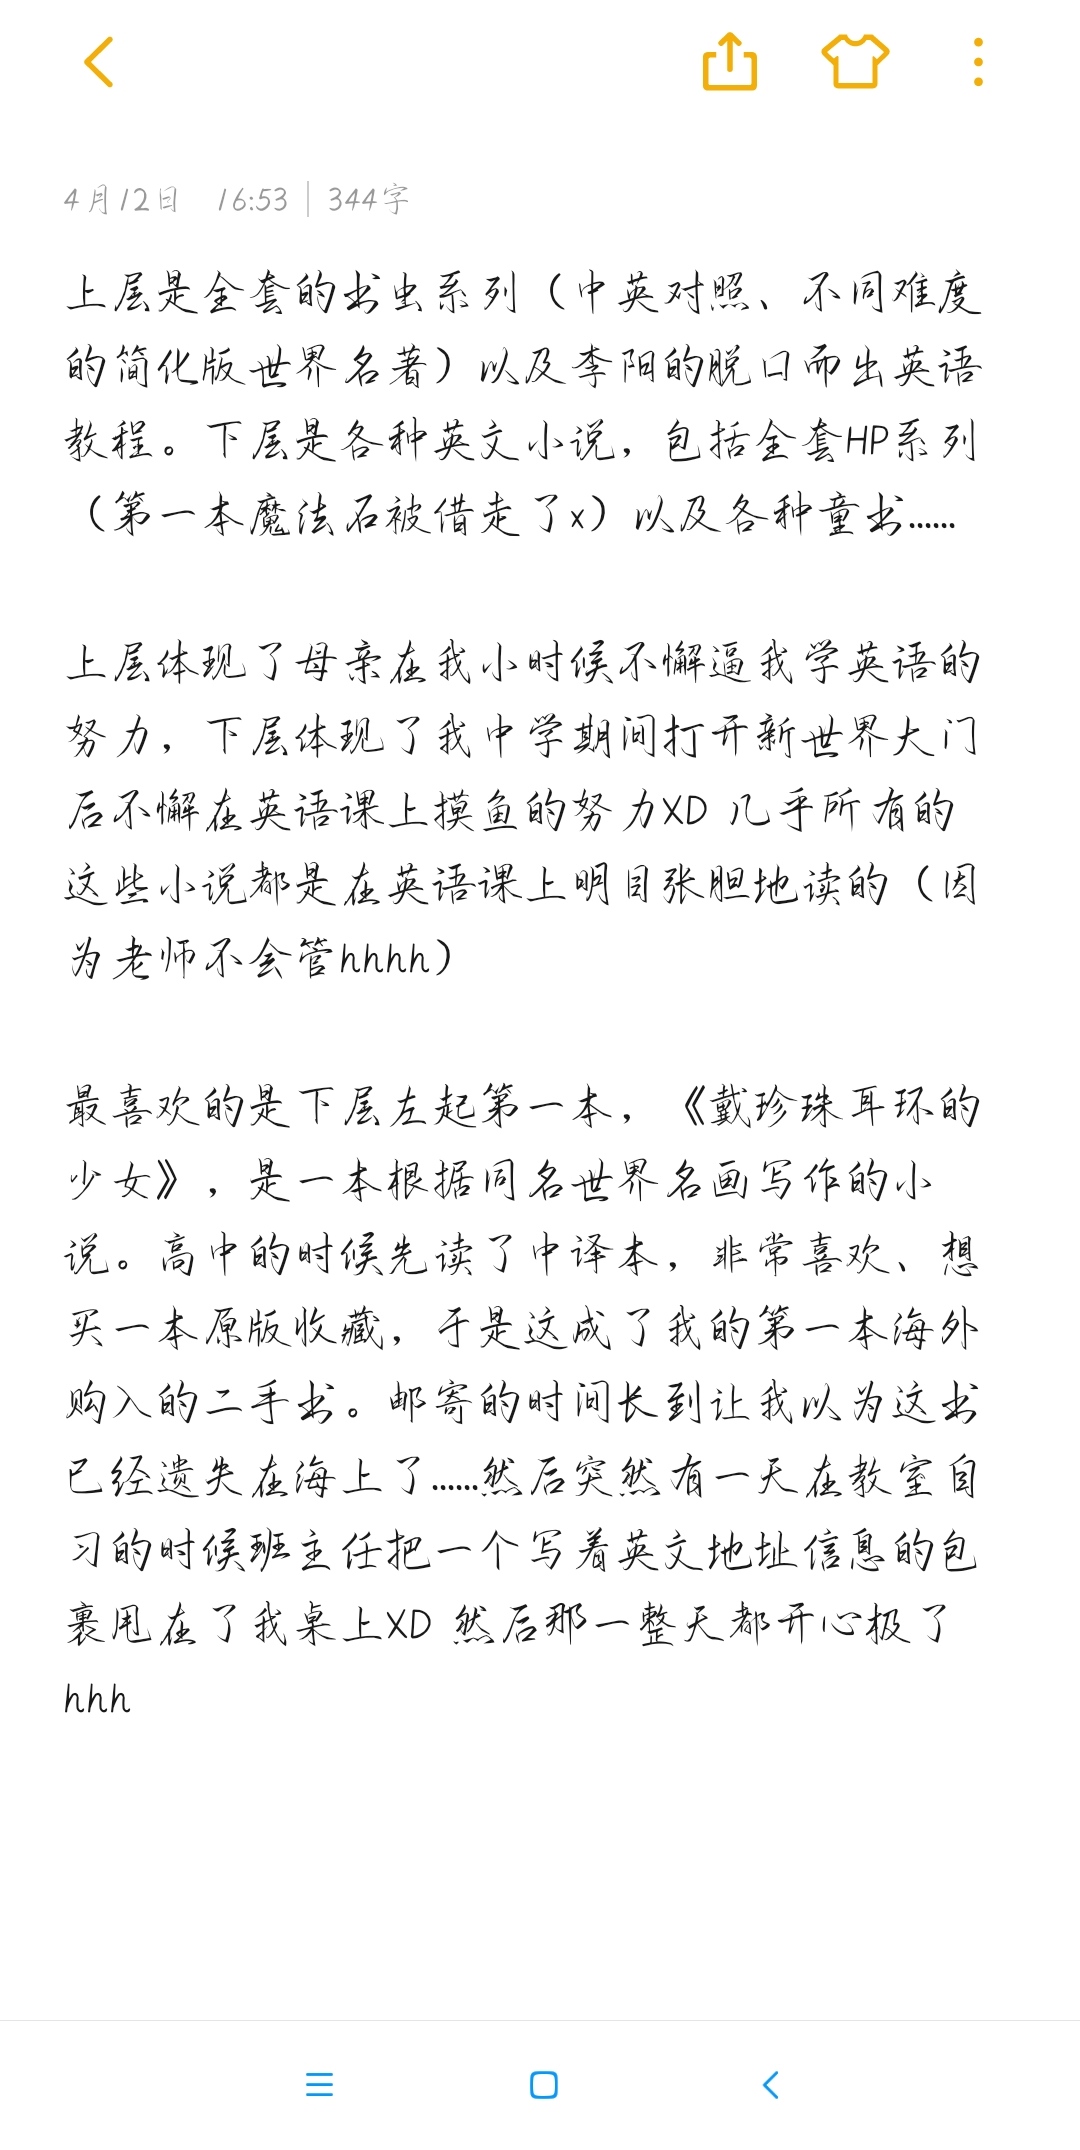 4月12日 16:53 | 344字
上层是全套的书虫系列（中英对照、不同难度
的简化版世界名著）以及李阳的脱口而出英语
教程。下层是各种英文小说，包括全套HP系列
（第一本魔法石被借走了x）以及各种童书……
上层体现了母亲在我小时候不懈逼我学英语的
努力，下层体现了我中学期间打开新世界大门
后不懈在英语课上摸鱼的努力XD 几乎所有的
这些小说都是在英语课上明目张胆地读的（因
为老师不会管hhhh）
最喜欢的是下层左起第一本，《戴珍珠耳环的
少女》，是一本根据同名世界名画写作的小
说。高中的时候先读了中译本，非常喜欢、想
买一本原版收藏，于是这成了我的第一本海外
购入的二手书。邮寄的时间长到让我以为这书
已经遗失在海上了……然后突然有一天在教室自
习的时候班主任把一个写着英文地址信息的包
裹甩在了我桌上XD 然后那一整天都开心极了
hhh